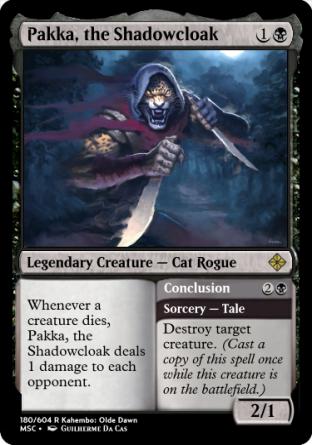 Pakka, the Shadowcloak 1
Legendary Creature — Cat Rogue
Whenever a
creature dies,
Pakka, the
Shadowcloak deals
1 damage to each
opponent.
Conclusion 2
Sorcery — Tale
Destroy target
creature. (Cast a
copy of this spell once
while this creature is
on the battlefield.)
2/1
180/604 R Kahembo: Olde Dawn
MSC • Guilherme Da Cas